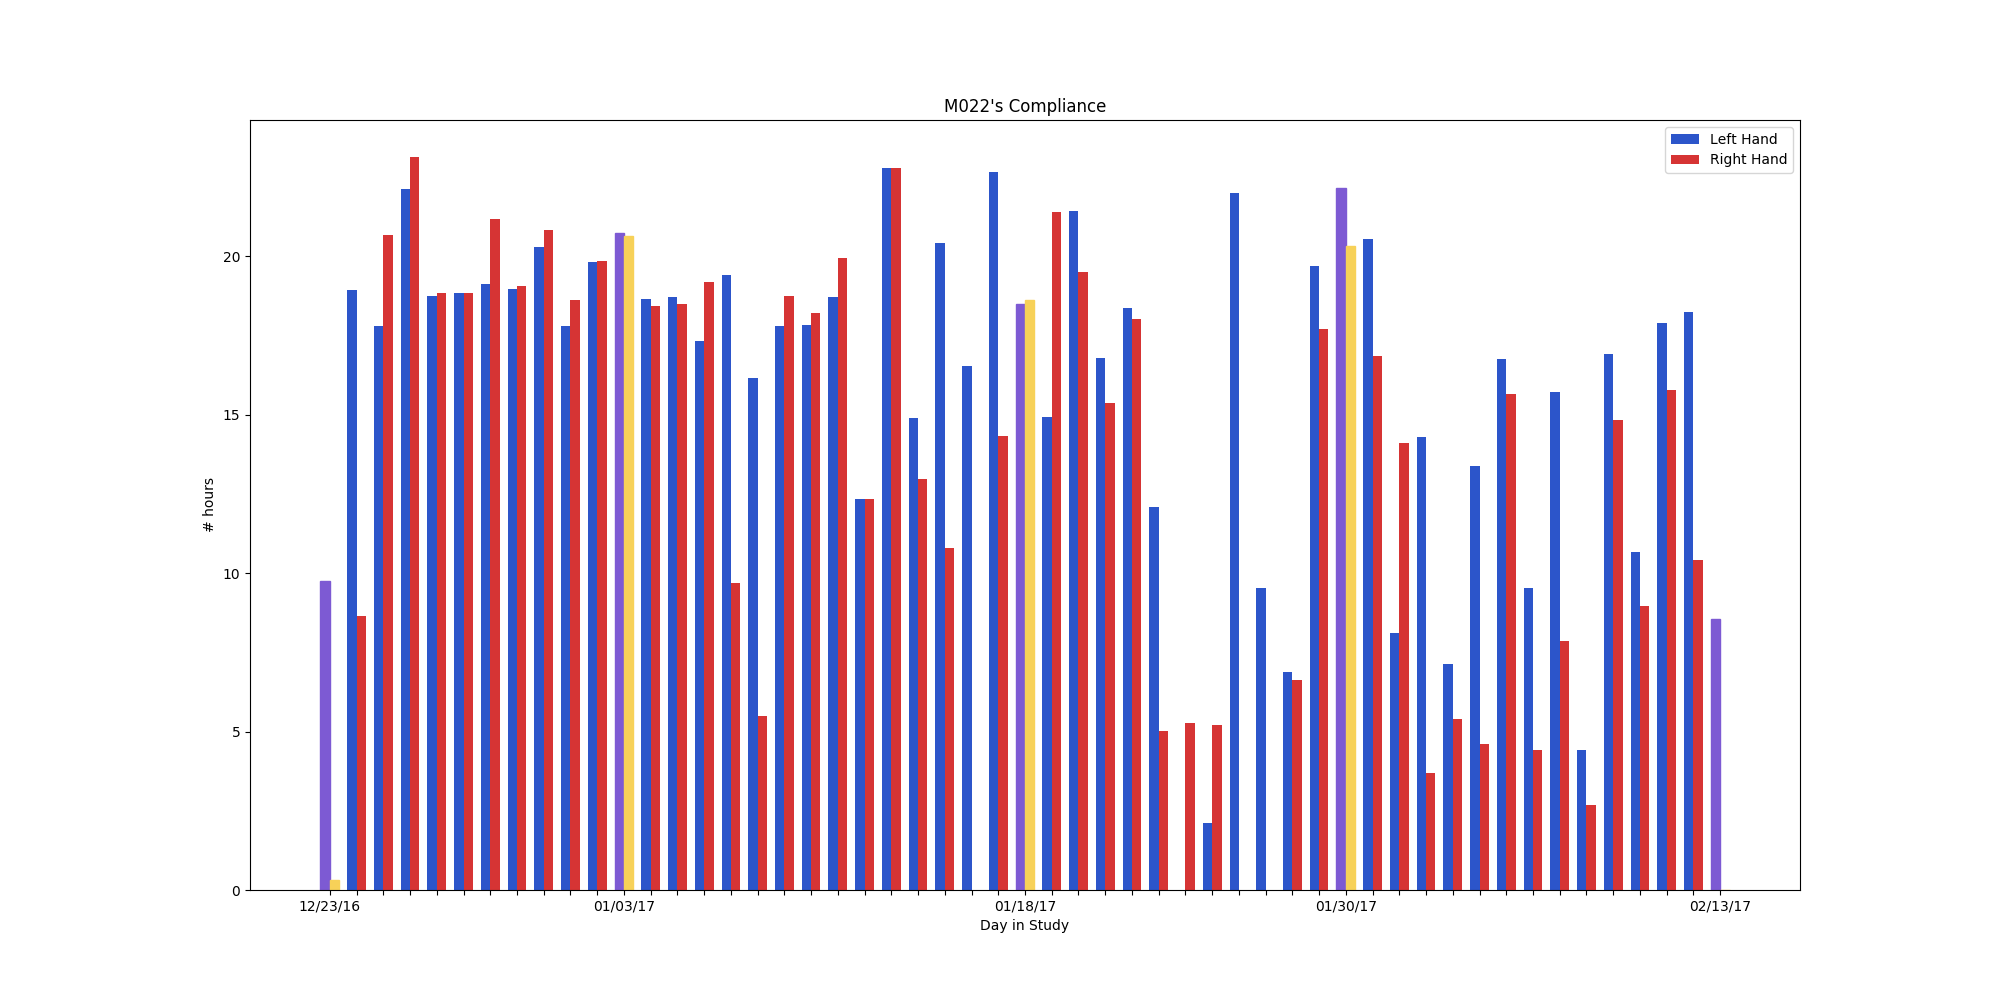 M022's Compliance
Left Hand
Right Hand
20
15
10
5
0
# hours
12/23/16 01/03/17 01/18/17 01/30/17 02/13/17
Day in Study